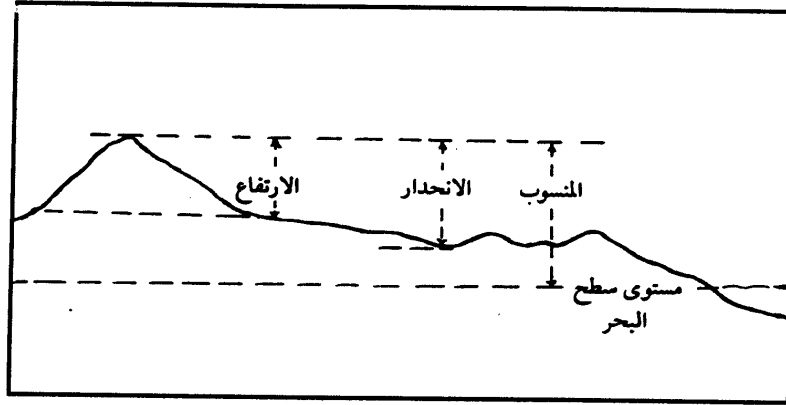 الارتفاع
الانحدار
المنسوب
مستوى سطح
البحر